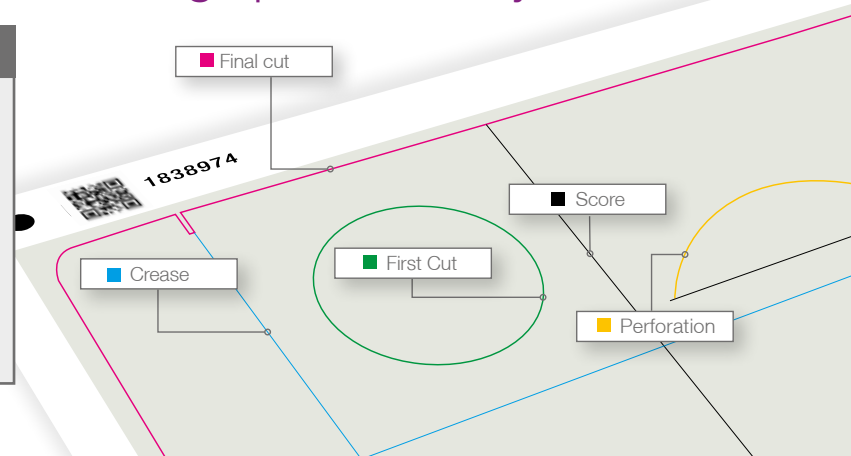 Final cut
1838974
Score
First Cut
Crease
Perforation